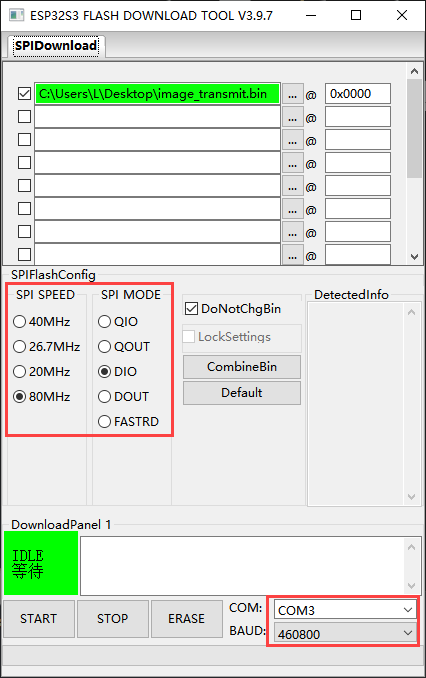 ESP32S3 FLASH DOWNLOAD TOOL V3.9.7
SPIDownload
C:\Users\L\Desktop\image_transmit.bin ... @ 0x0000
... @
... @
... @
... @
... @
... @
... @
SPIFlashConfig
SPI SPEED
40MHz
26.7MHz
20MHz
80MHz
SPI MODE
QIO
QOUT
DIO
DOUT
FASTRD
DoNotChgBin
LockSettings
CombineBin
Default
DetectedInfo
DownloadPanel 1
IDLE
等待
START STOP ERASE
COM: COM3
BAUD: 460800